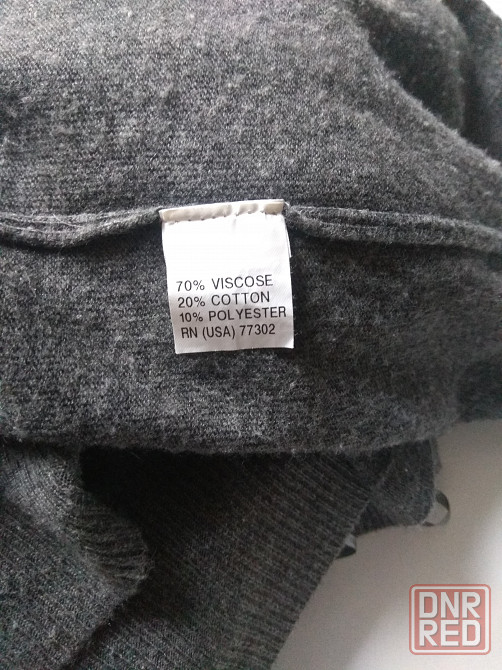 70% VISCOSE
20% COTTON
10% POLYESTER
RN (USA) 77302
DNR
RED